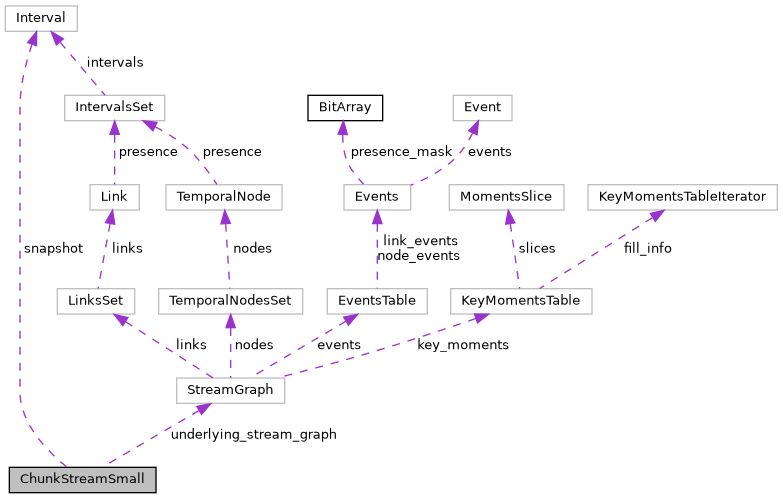 Interval
intervals
IntervalsSet
BitArray
Event
presence
presence
presence_mask
events
Link
TemporalNode
Events
MomentsSlice
KeyMomentsTableIterator
snapshot
links
nodes
link_events
node_events
slices
fill_info
LinksSet
TemporalNodesSet
EventsTable
KeyMomentsTable
links
nodes
events
key_moments
StreamGraph
underlying_stream_graph
ChunkStreamSmall